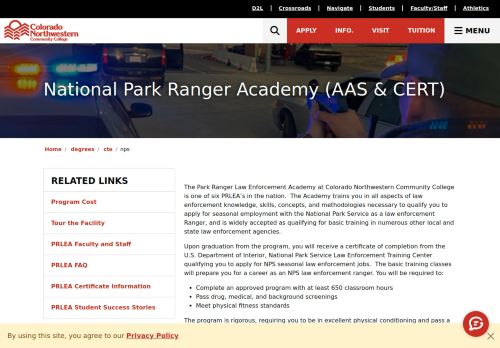 D2L | Crossroads | Navigate | Students | Faculty/Staff | Athletics
Colorado
Northwestern
Community College
APPLY INFO. VISIT TUITION MENU
National Park Ranger Academy (AAS & CERT)
Home / degrees / cte / nps
RELATED LINKS
Program Cost
Tour the Facility
PRLEA Faculty and Staff
PRLEA FAQ
PRLEA Certificate Information
PRLEA Student Success Stories
The Park Ranger Law Enforcement Academy at Colorado Northwestern Community College
is one of six PRLEA's in the nation. The Academy trains you in all aspects of law
enforcement knowledge, skills, concepts, and methodologies necessary to qualify you to
apply for seasonal employment with the National Park Service as a law enforcement
Ranger, and is widely accepted as qualifying for basic training in numerous other local and
state law enforcement agencies.
Upon graduation from the program, you will receive a certificate of completion from the
U.S. Department of Interior, National Park Service Law Enforcement Training Center
qualifying you to apply for NPS seasonal law enforcement jobs. The basic training classes
will prepare you for a career as an NPS law enforcement ranger. You will be required to:
• Complete an approved program with at least 650 classroom hours
• Pass drug, medical, and background screenings
• Meet physical fitness standards
The program is rigorous, requiring you to be in excellent physical conditioning and pass a
By using this site, you agree to our Privacy Policy
×